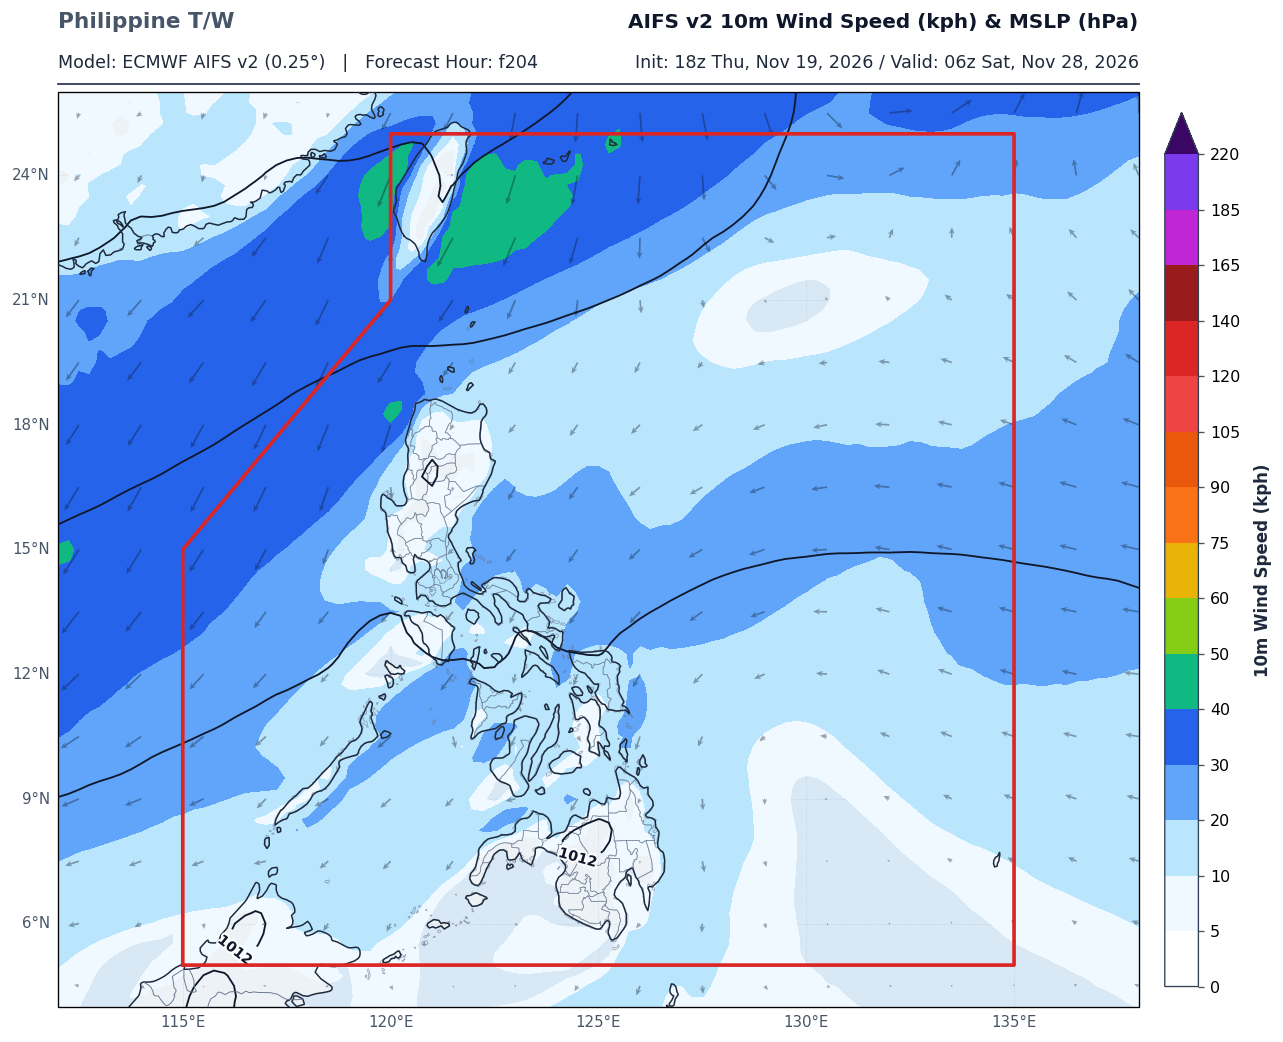 Philippine T/W
AIFS v2 10m Wind Speed (kph) & MSLP (hPa)
Model: ECMWF AIFS v2 (0.25°) | Forecast Hour: f204
Init: 18z Thu, Nov 19, 2026 / Valid: 06z Sat, Nov 28, 2026
24°N
21°N
18°N
15°N
12°N
9°N
6°N
115°E
120°E
125°E
130°E
135°E
1012
1012
220
185
165
140
120
105
90
75
60
50
40
30
20
10
5
0
10m Wind Speed (kph)